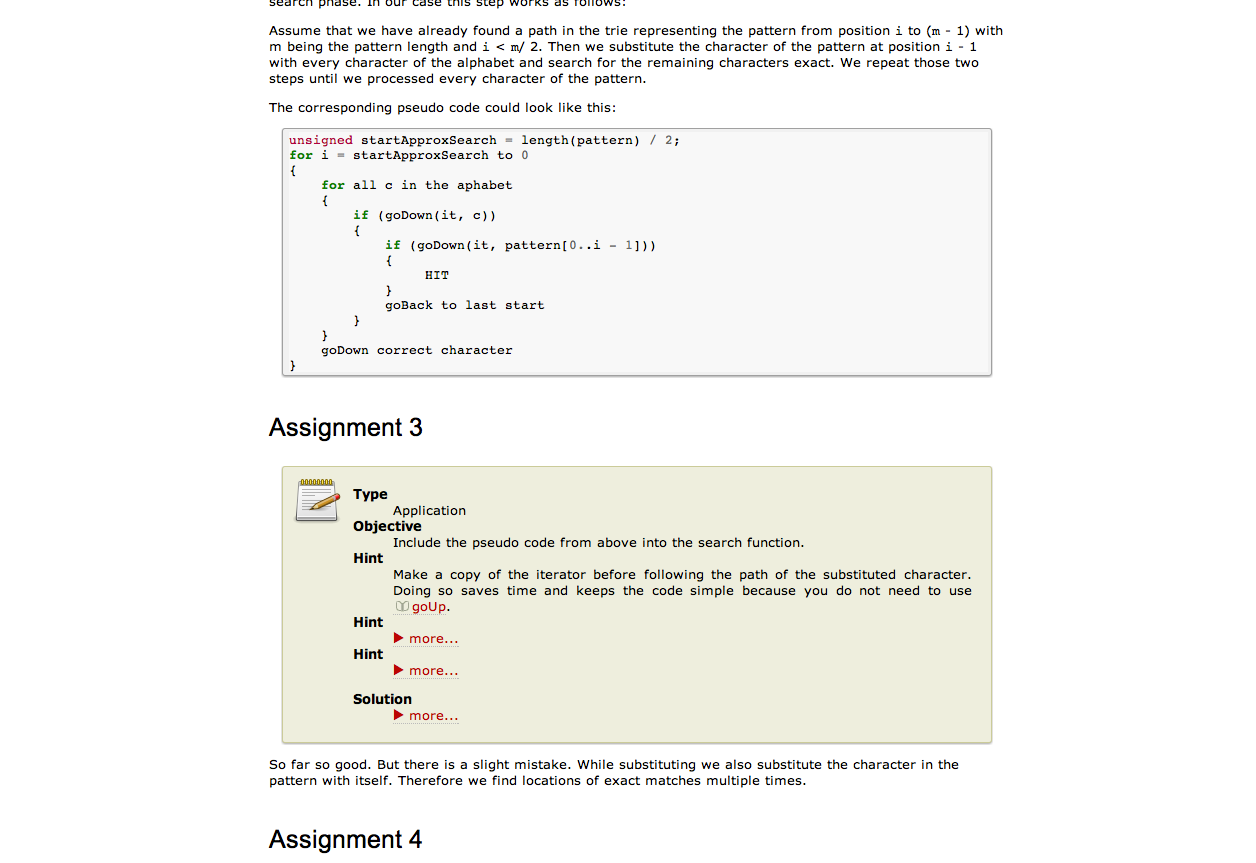 search phase. In our case this step works as follows:
Assume that we have already found a path in the trie representing the pattern from position i to (m - 1) with
m being the pattern length and i < m/ 2. Then we substitute the character of the pattern at position i - 1
with every character of the alphabet and search for the remaining characters exact. We repeat those two
steps until we processed every character of the pattern.
The corresponding pseudo code could look like this:
unsigned startApproxSearch = length(pattern) / 2;
for i = startApproxSearch to 0
{
for all c in the aphabet
{
if (goDown(it, c))
{
if (goDown(it, pattern[0..i - 1]))
{
HIT
}
goBack to last start
}
}
goDown correct character
}
Assignment 3
Type
Application
Objective
Include the pseudo code from above into the search function.
Hint
Make a copy of the iterator before following the path of the substituted character.
Doing so saves time and keeps the code simple because you do not need to use
goUp.
Hint
more...
Hint
more...
Solution
more...
So far so good. But there is a slight mistake. While substituting we also substitute the character in the
pattern with itself. Therefore we find locations of exact matches multiple times.
Assignment 4